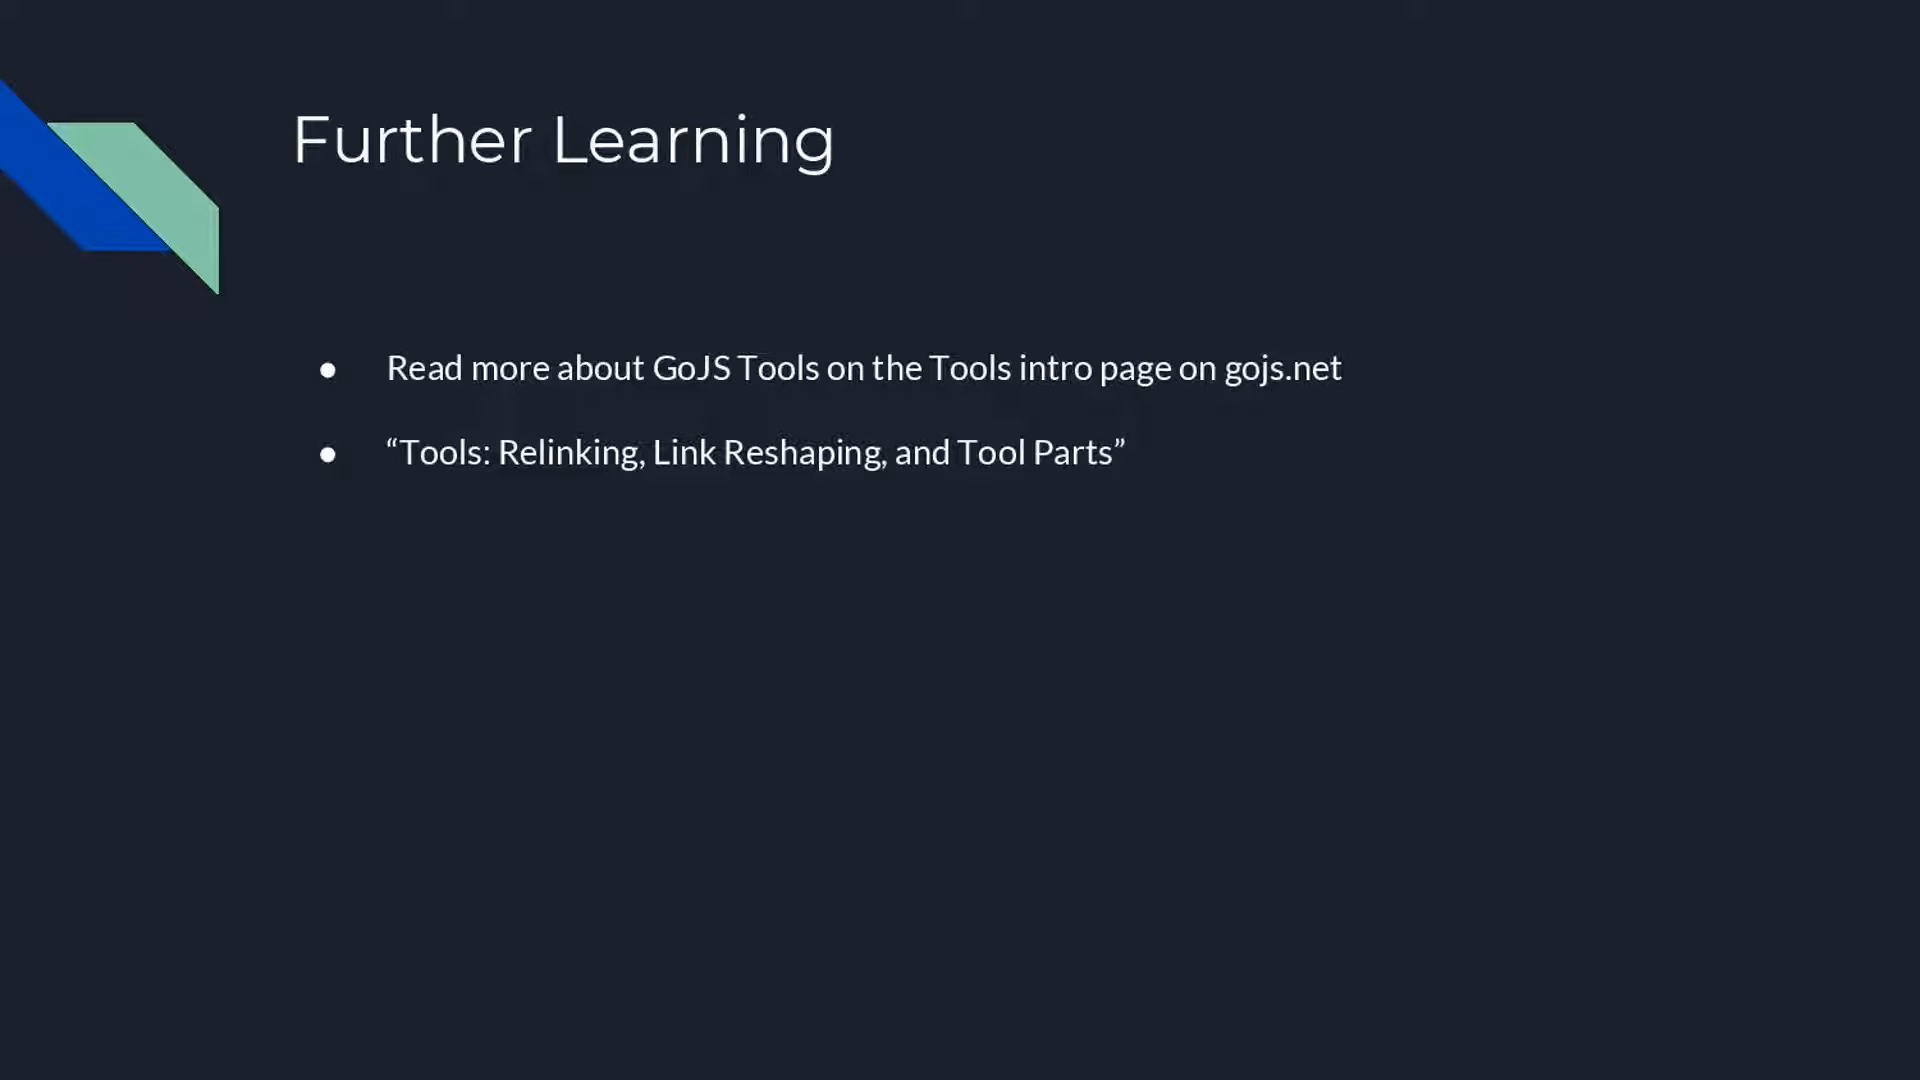 Further Learning
● Read more about GoJS Tools on the Tools intro page on gojs.net
● “Tools: Relinking, Link Reshaping, and Tool Parts”